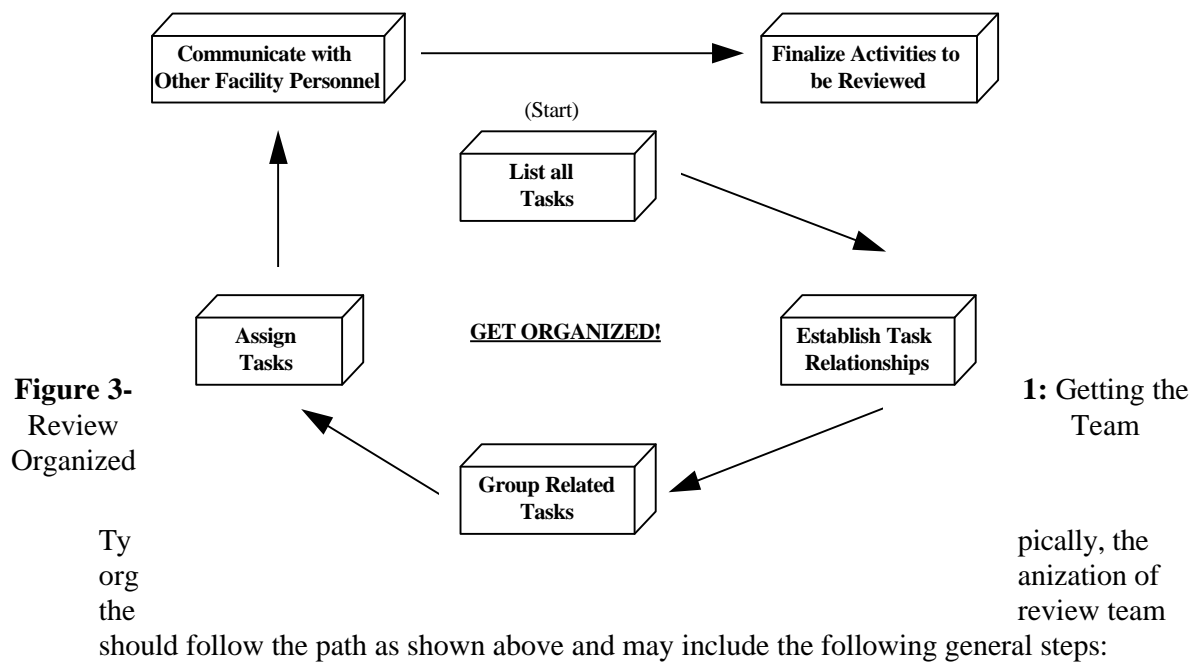 Communicate with
Other Facility Personnel
Finalize Activities to
be Reviewed
(Start)
List all
Tasks
Assign
Tasks
GET ORGANIZED!
Establish Task
Relationships
Figure 3-
1: Getting the
Review
Team
Organized
Group Related
Tasks
Ty
pically, the
org
anization of
the
review team
should follow the path as shown above and may include the following general steps: